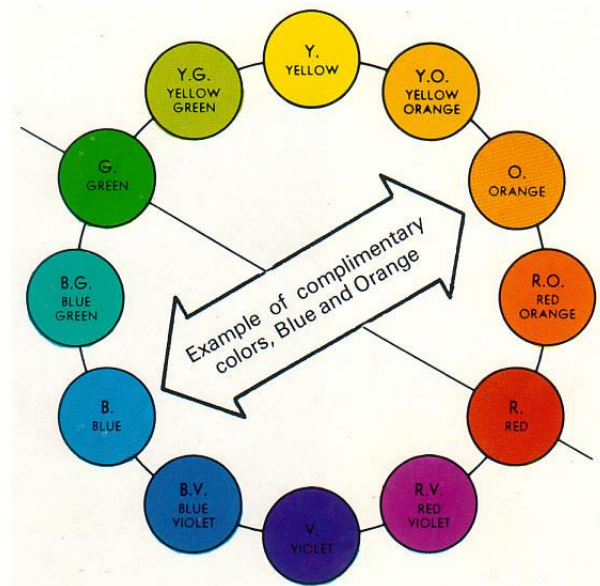 Y.
YELLOW
Y.G.
YELLOW
GREEN
Y.O.
YELLOW
ORANGE
G.
GREEN
O.
ORANGE
Example of complimentary
colors, Blue and Orange
B.G.
BLUE
GREEN
R.O.
RED
ORANGE
B.
BLUE
R.
RED
B.V.
BLUE
VIOLET
R.V.
RED
VIOLET
V.
VIOLET